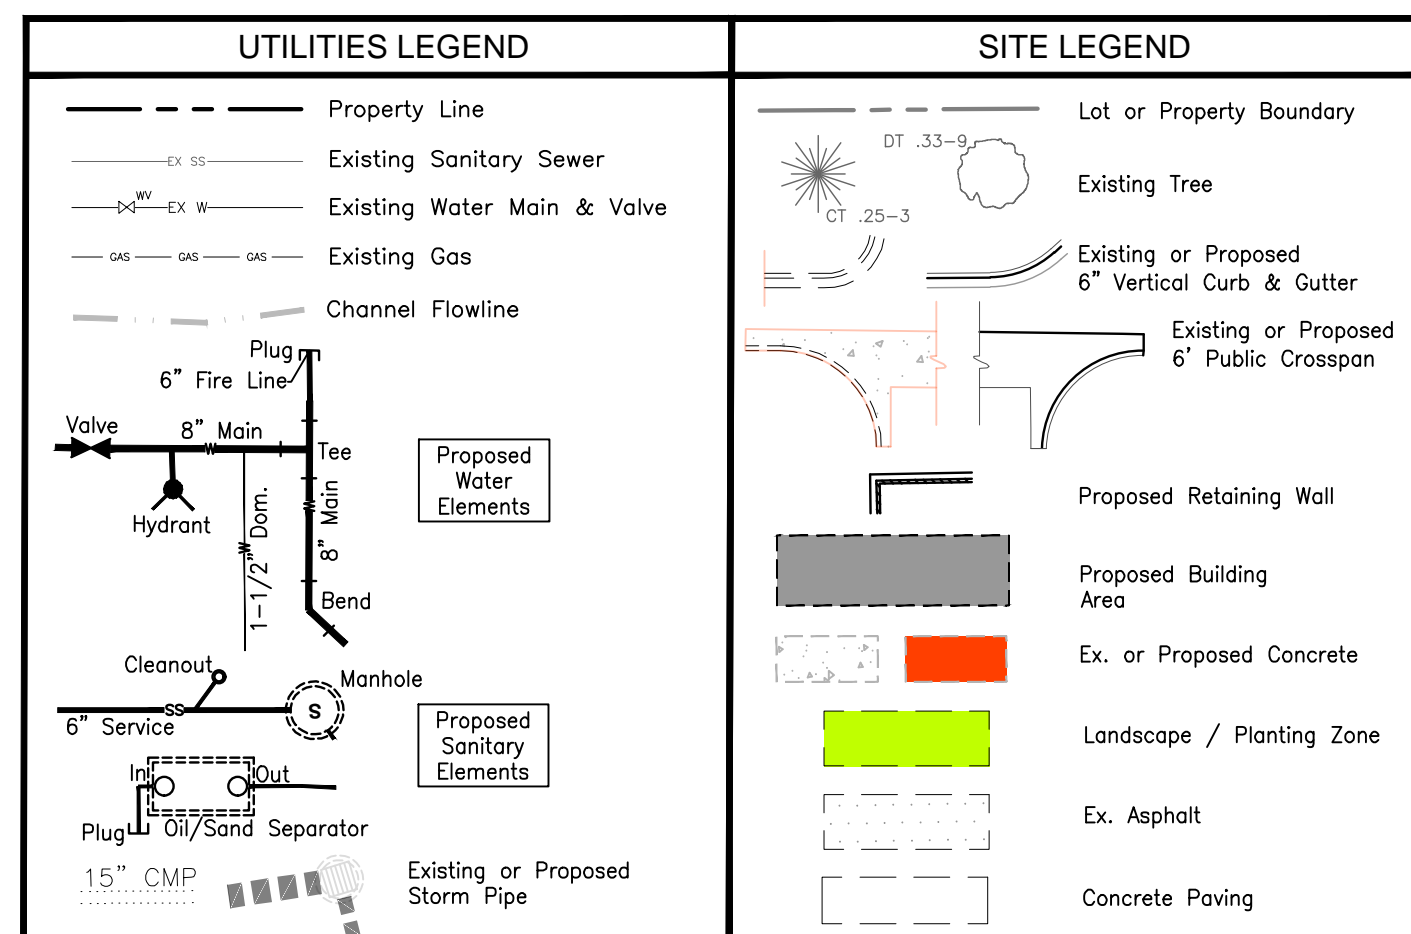 UTILITIES LEGEND
Property Line
EX SS
Existing Sanitary Sewer
WV
EX W
Existing Water Main & Valve
GAS GAS GAS
Existing Gas
Channel Flowline
Plug
6" Fire Line
Valve
8" Main
Tee
Hydrant
1-1/2" Dom.
8" Main
Bend
Proposed
Water
Elements
Cleanout
Manhole
SS
S
6" Service
Proposed
Sanitary
Elements
In
Out
Plug
Oil/Sand Separator
15" CMP
Existing or Proposed
Storm Pipe
SITE LEGEND
Lot or Property Boundary
DT .33-9
CT .25-3
Existing Tree
Existing or Proposed
6" Vertical Curb & Gutter
Existing or Proposed
6' Public Crosspan
Proposed Retaining Wall
Proposed Building
Area
Ex. or Proposed Concrete
Landscape / Planting Zone
Ex. Asphalt
Concrete Paving